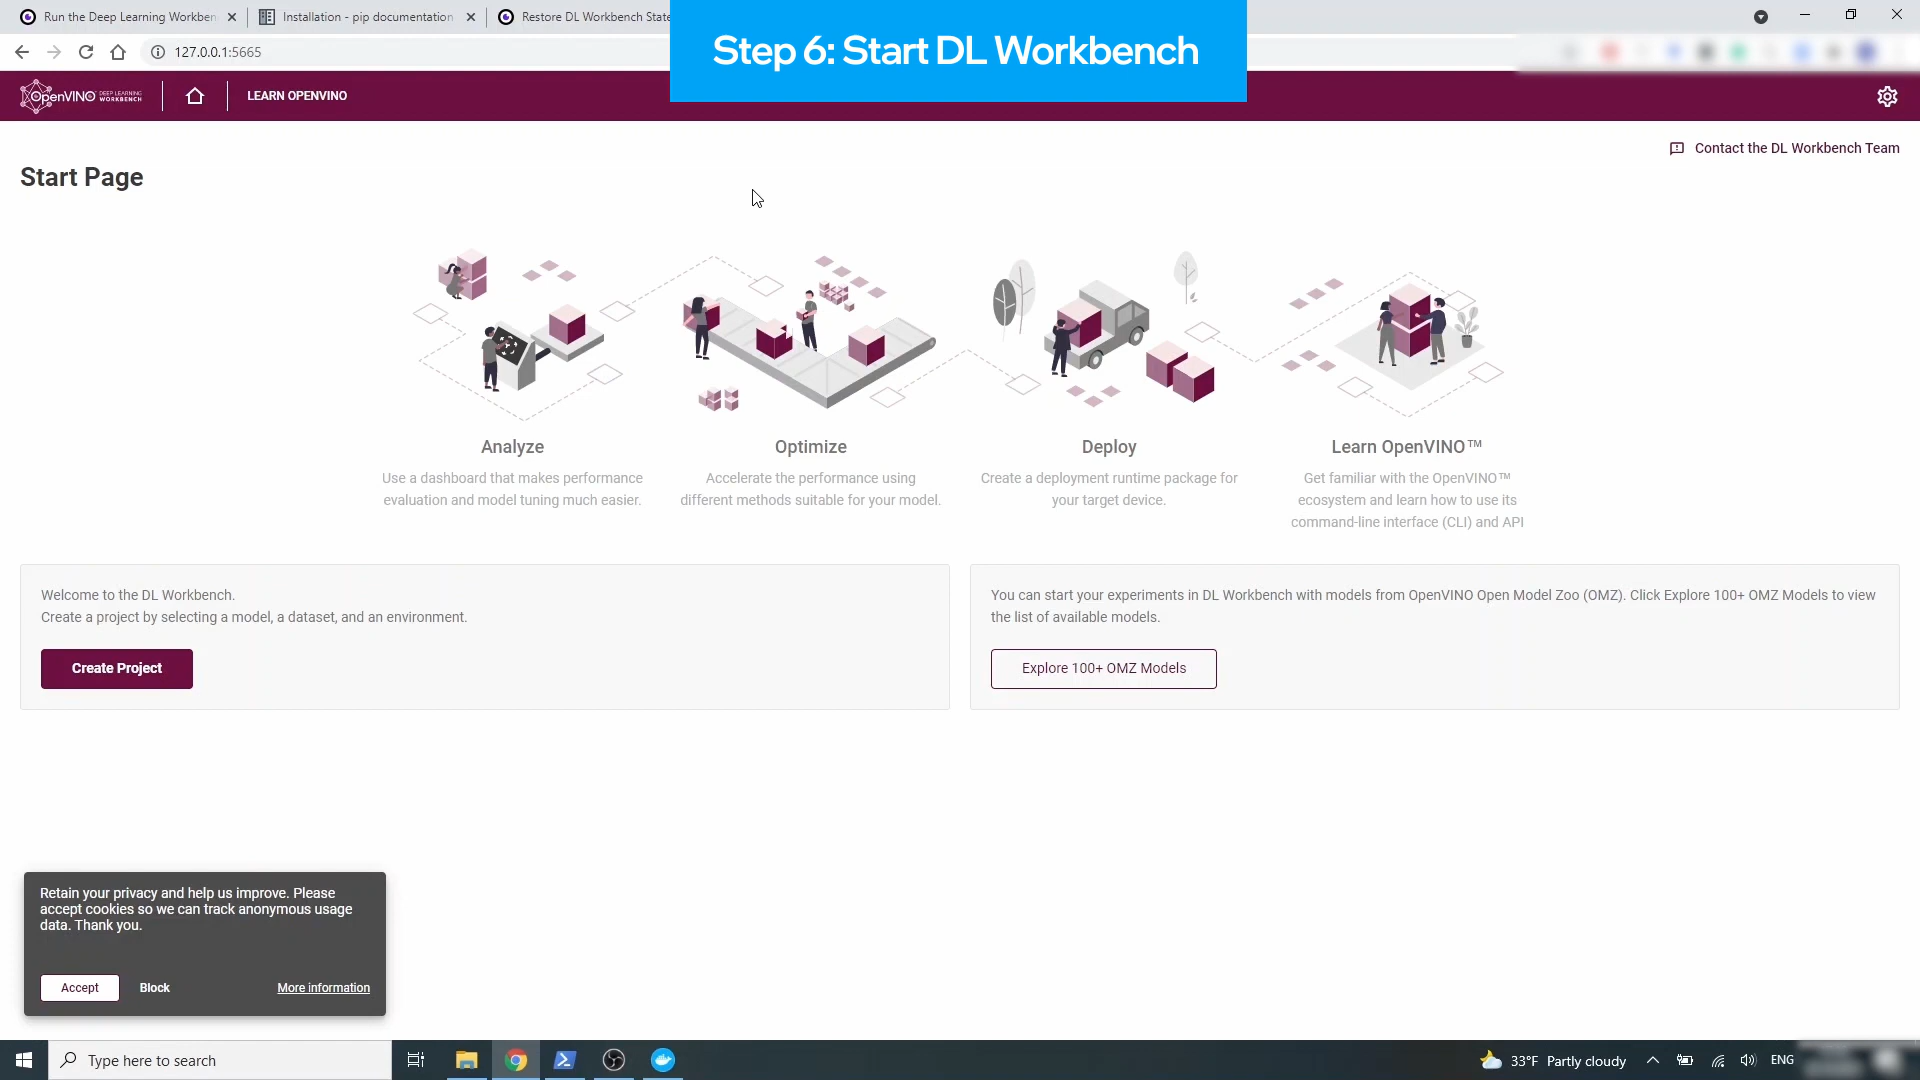 Run the Deep Learning Workben
Installation - pip documentation
Restore DL Workbench State
Step 6: Start DL Workbench
127.0.0.1:5665
OpenVINO DEEP LEARNING WORKBENCH
LEARN OPENVINO
Contact the DL Workbench Team
Start Page
Analyze
Use a dashboard that makes performance
evaluation and model tuning much easier.
Optimize
Accelerate the performance using
different methods suitable for your model.
Deploy
Create a deployment runtime package for
your target device.
Learn OpenVINO™
Get familiar with the OpenVINO™
ecosystem and learn how to use its
command-line interface (CLI) and API
Welcome to the DL Workbench.
Create a project by selecting a model, a dataset, and an environment.
Create Project
You can start your experiments in DL Workbench with models from OpenVINO Open Model Zoo (OMZ). Click Explore 100+ OMZ Models to view
the list of available models.
Explore 100+ OMZ Models
Retain your privacy and help us improve. Please
accept cookies so we can track anonymous usage
data. Thank you.
Accept
Block
More information
Type here to search
33°F Partly cloudy
ENG